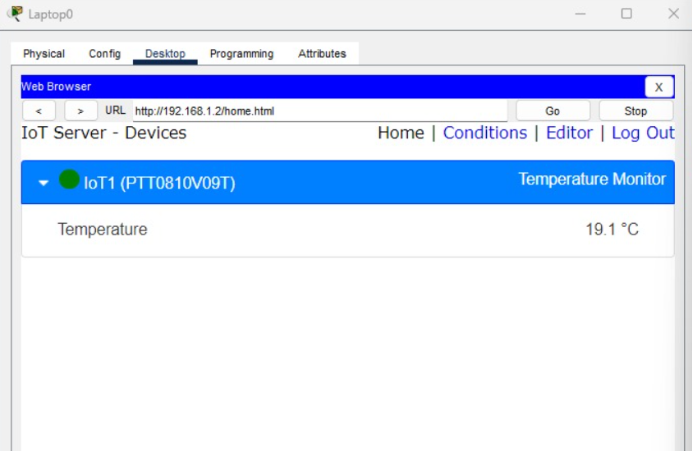 Laptop0
Physical Config Desktop Programming Attributes
Web Browser X
< > URL http://192.168.1.2/home.html Go Stop
IoT Server - Devices Home | Conditions | Editor | Log Out
IoT1 (PTT0810V09T) Temperature Monitor
Temperature 19.1 °C